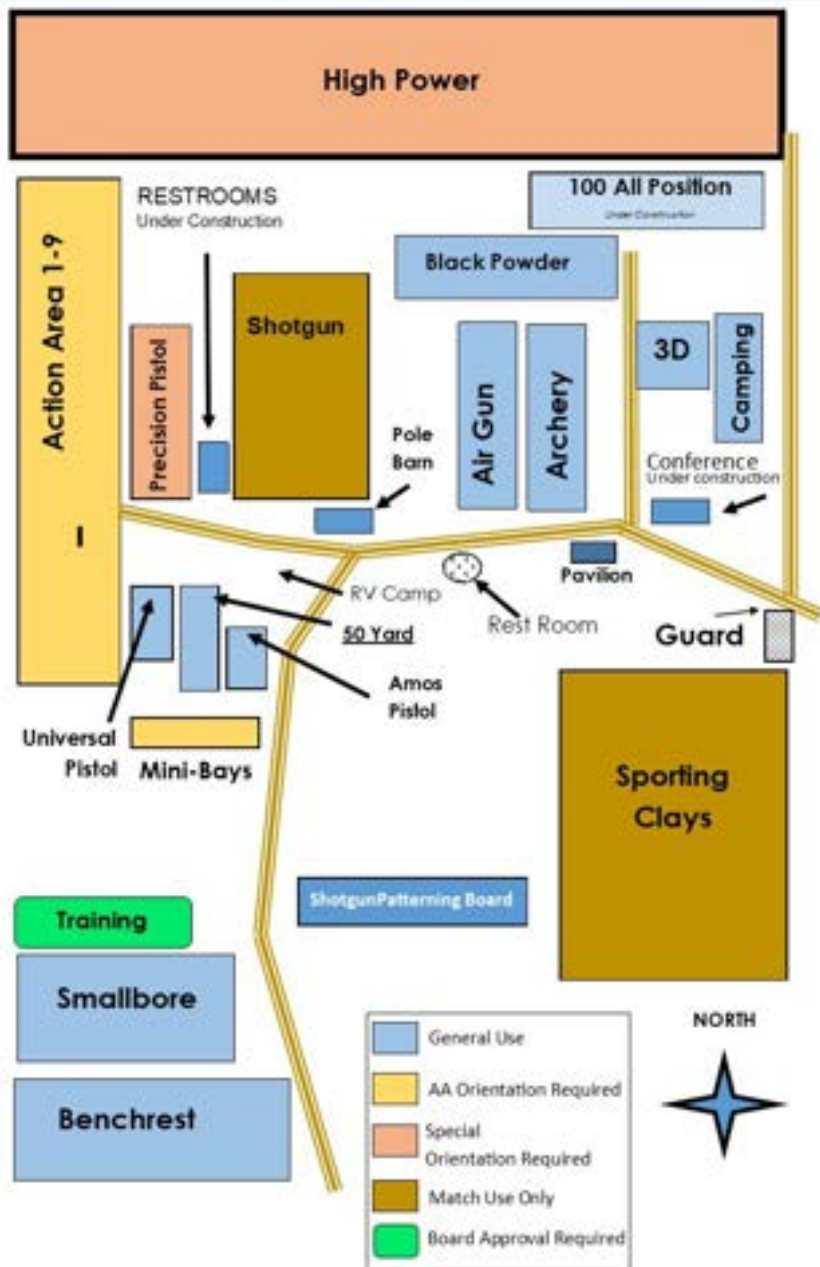 High Power
RESTROOMS
Under Construction
100 All Position
Under Construction
Black Powder
Action Area 1-9
Precision Pistol
Shotgun
Pole
Barn
Air Gun
Archery
3D
Camping
Conference
Under construction
I
RV Camp
Pavilion
Rest Room
50 Yard
Guard
Amos
Pistol
Universal
Pistol
Mini-Bays
Sporting
Clays
ShotgunPatterning Board
Training
Smallbore
Benchrest
General Use
AA Orientation Required
Special
Orientation Required
Match Use Only
Board Approval Required
NORTH